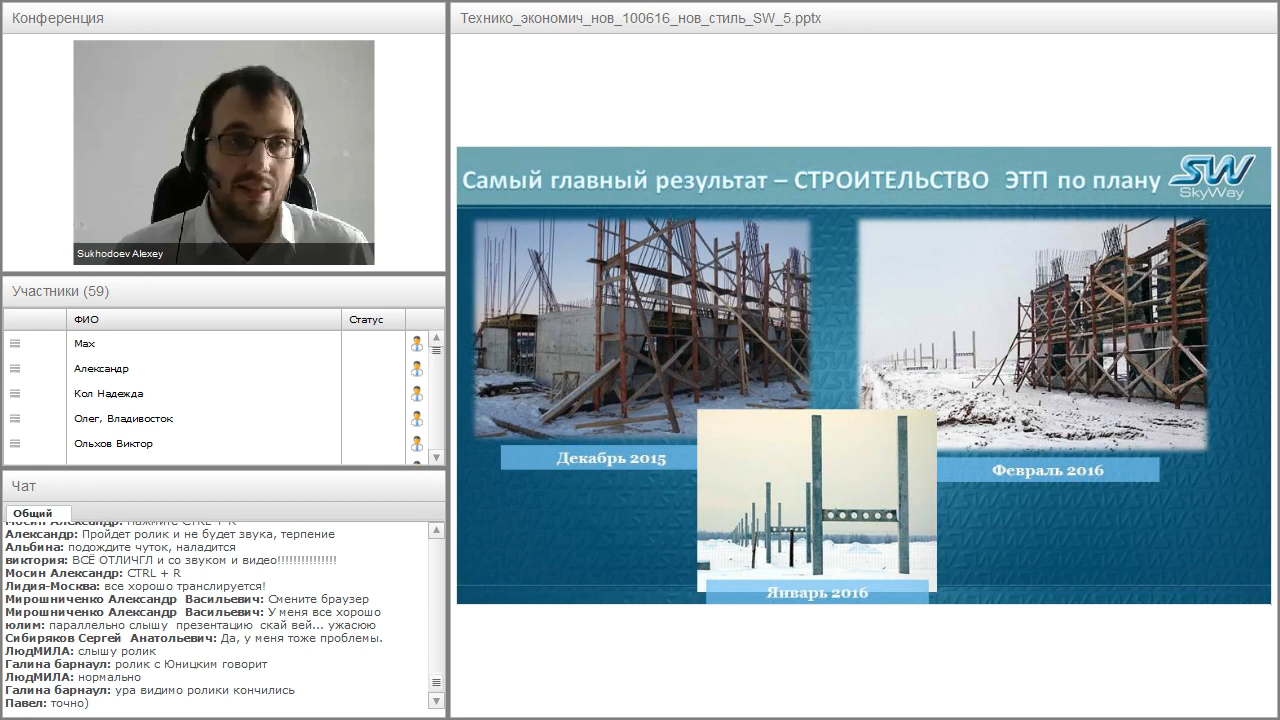 Конференция
Sukhodoev Alexey
Участники (59)
ФИО
Статус
Max
Александр
Кол Надежда
Олег, Владивосток
Ольхов Виктор
Чат
Общий
Мосин Александр: Нажмите CTRL + R
Александр: Пройдет ролик и не будет звука, терпение
Альбина: подождите чуток, наладится
виктория: ВСЁ ОТЛИЧГЛ и со звуком и видео!!!!!!!!!!!!!!!
Мосин Александр: CTRL + R
Лидия-Москва: все хорошо транслируется!
Мирошниченко Александр Васильевич: Смените браузер
Мирошниченко Александр Васильевич: У меня все хорошо
юлим: параллельно слышу презентацию скай вей... ужасюю
Сибиряков Сергей Анатольевич: Да, у меня тоже проблемы.
ЛюдМИЛА: слышу ролик
Галина барнаул: ролик с Юницким говорит
ЛюдМИЛА: нормально
Галина барнаул: ура видимо ролики кончились
Павел: точно)
Технико_экономич_нов_100616_нов_стиль_SW_5.pptx
Самый главный результат – СТРОИТЕЛЬСТВО ЭТП по плану
SW
SkyWay
Декабрь 2015
Февраль 2016
Январь 2016